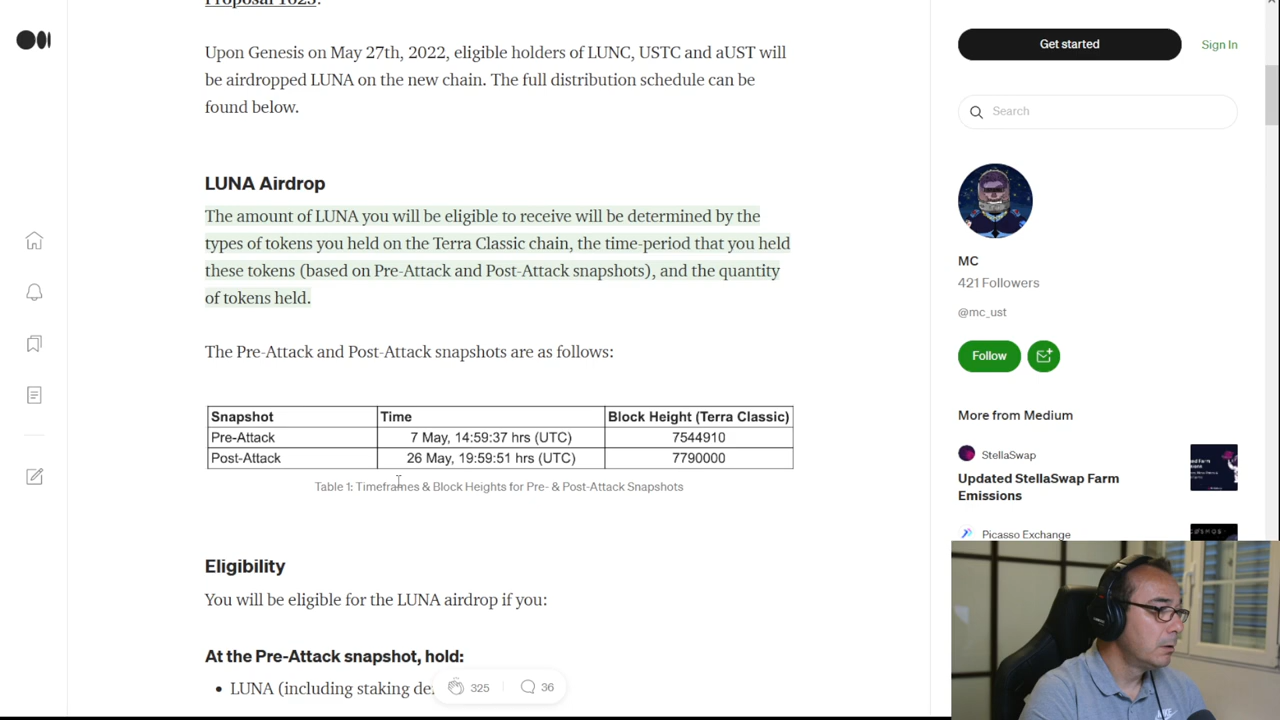 Proposal 1623.
Upon Genesis on May 27th, 2022, eligible holders of LUNC, USTC and aUST will
be airdropped LUNA on the new chain. The full distribution schedule can be
found below.
LUNA Airdrop
The amount of LUNA you will be eligible to receive will be determined by the
types of tokens you held on the Terra Classic chain, the time-period that you held
these tokens (based on Pre-Attack and Post-Attack snapshots), and the quantity
of tokens held.
The Pre-Attack and Post-Attack snapshots are as follows:
Snapshot Time Block Height (Terra Classic)
Pre-Attack 7 May, 14:59:37 hrs (UTC) 7544910
Post-Attack 26 May, 19:59:51 hrs (UTC) 7790000
Table 1: Timeframes & Block Heights for Pre- & Post-Attack Snapshots
Eligibility
You will be eligible for the LUNA airdrop if you:
At the Pre-Attack snapshot, hold:
• LUNA (including staking de
325 36
Get started Sign In
Search
MC
421 Followers
@mc_ust
Follow
More from Medium
StellaSwap
Updated StellaSwap Farm
Emissions
Picasso Exchange